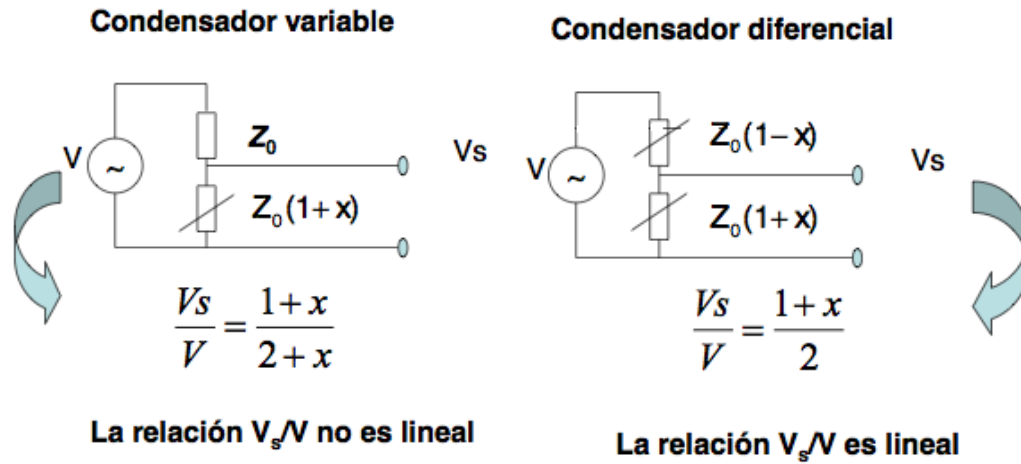 Condensador variable
V
~
Z₀
Z₀(1+x)
Vs
Vs/V = 1+x/2+x
La relación Vₛ/V no es lineal
Condensador diferencial
V
~
Z₀(1−x)
Z₀(1+x)
Vs
Vs/V = 1+x/2
La relación Vₛ/V es lineal